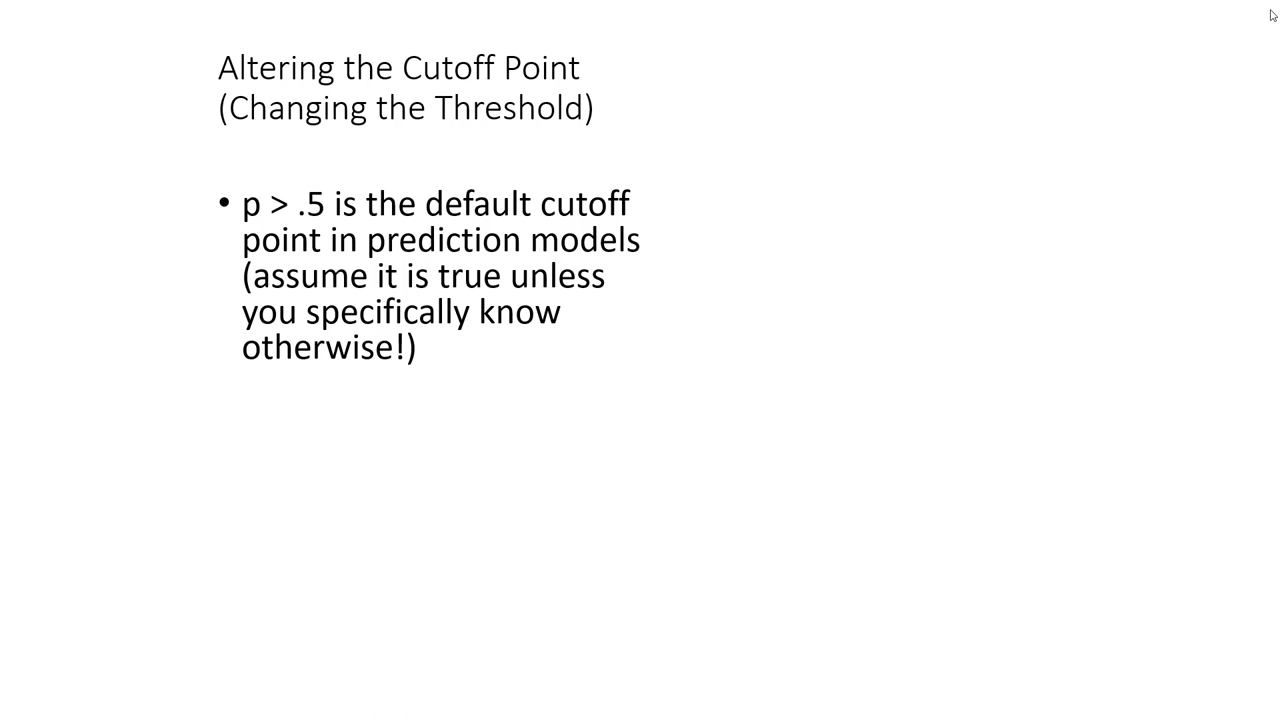 Altering the Cutoff Point
(Changing the Threshold)
• p > .5 is the default cutoff
point in prediction models
(assume it is true unless
you specifically know
otherwise!)